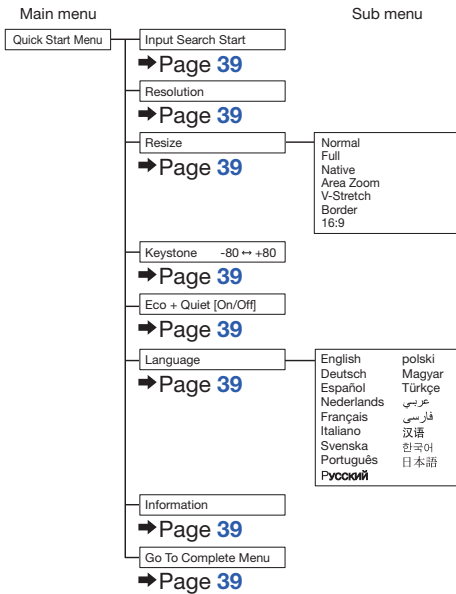 Main menu
Sub menu
Quick Start Menu
Input Search Start
➡Page 39
Resolution
➡Page 39
Resize
➡Page 39
Normal
Full
Native
Area Zoom
V-Stretch
Border
16:9
Keystone -80 ↔ +80
➡Page 39
Eco + Quiet [On/Off]
➡Page 39
Language
➡Page 39
English polski
Deutsch Magyar
Español Türkçe
Nederlands عربي
Français فارسی
Italiano 汉语
Svenska 한국어
Português 日本語
Русский
Information
➡Page 39
Go To Complete Menu
➡Page 39